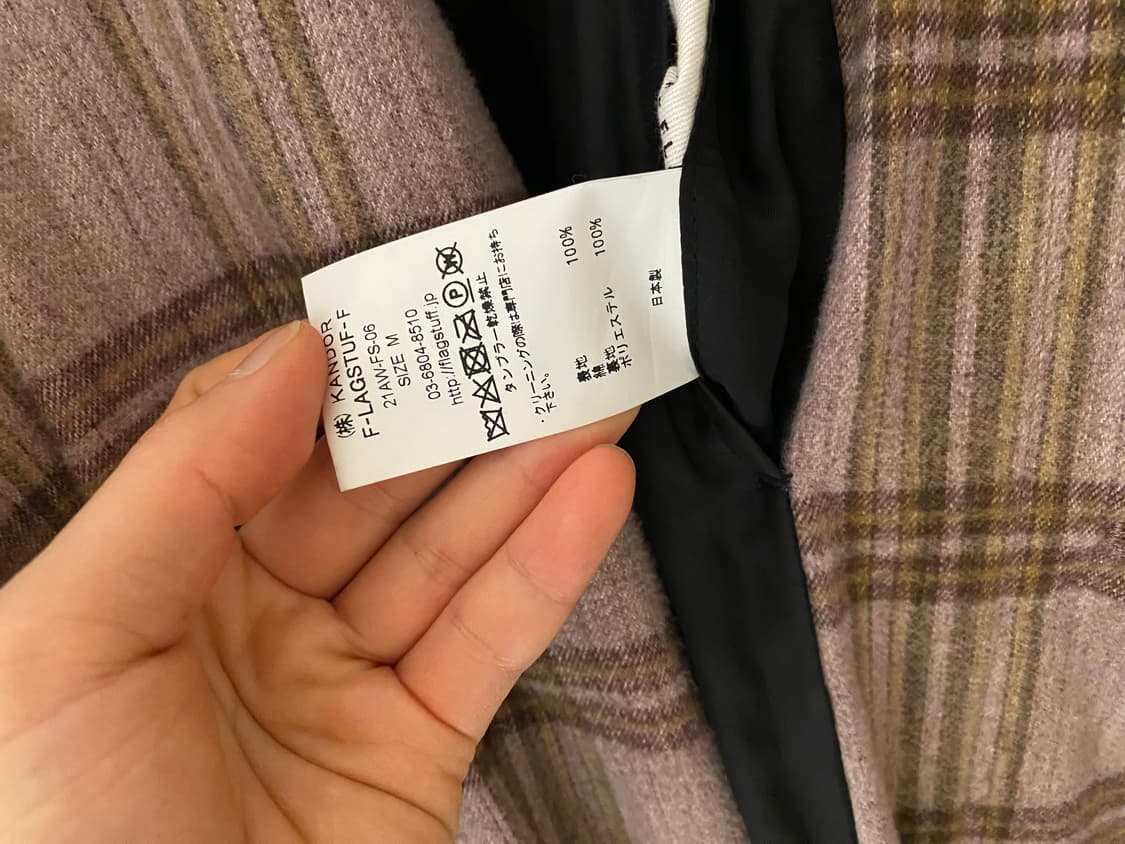 (株) KANDOR
F-LAGSTUF-F
21AW-FS-06
SIZE M
03-6804-8510
http://flagstuff.jp
P W
タンブラー乾燥禁止
・クリーニングの際は専門店にお持ち
下さい。
表地
綿 100%
裏地
ポリエステル 100%
日本製